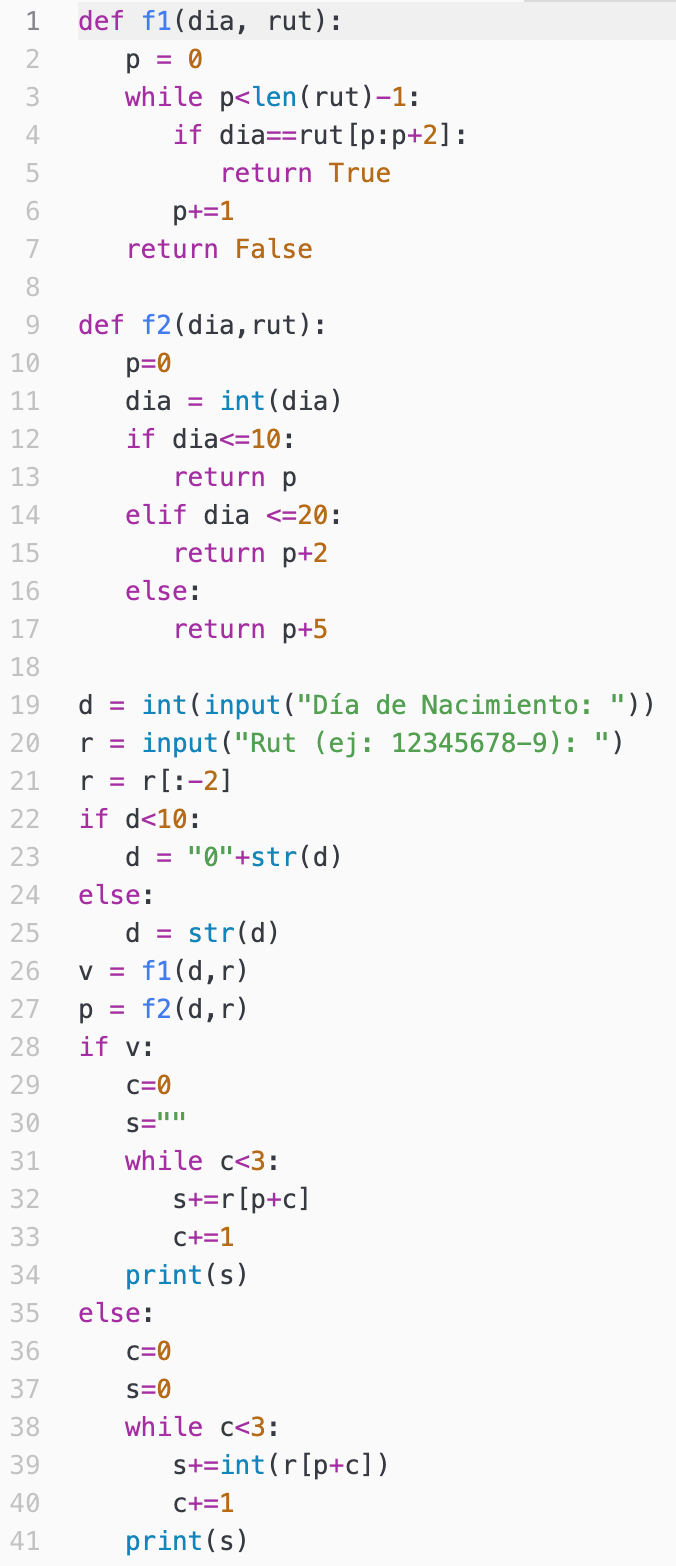 1 def f1(dia, rut):
2    p = 0
3    while p<len(rut)-1:
4       if dia==rut[p:p+2]:
5          return True
6       p+=1
7    return False
8
9 def f2(dia,rut):
10    p=0
11    dia = int(dia)
12    if dia<=10:
13       return p
14    elif dia <=20:
15       return p+2
16    else:
17       return p+5
18
19 d = int(input("Día de Nacimiento: "))
20 r = input("Rut (ej: 12345678-9): ")
21 r = r[:-2]
22 if d<10:
23    d = "0"+str(d)
24 else:
25    d = str(d)
26 v = f1(d,r)
27 p = f2(d,r)
28 if v:
29    c=0
30    s=""
31    while c<3:
32       s+=r[p+c]
33       c+=1
34    print(s)
35 else:
36    c=0
37    s=0
38    while c<3:
39       s+=int(r[p+c])
40       c+=1
41    print(s)